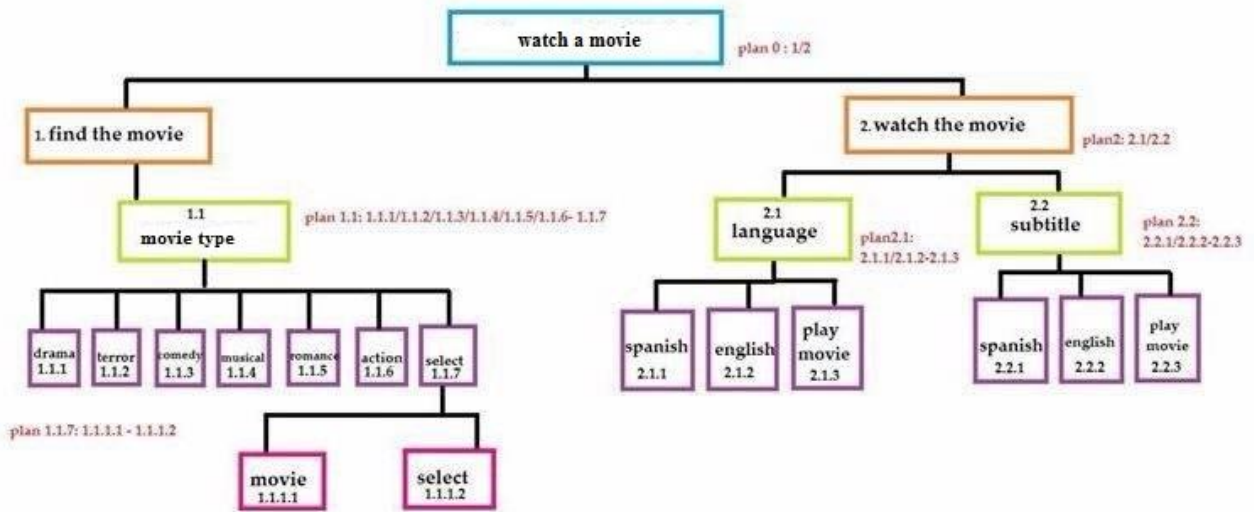 watch a movie
plan 0 : 1/2
1. find the movie
2. watch the movie
plan2: 2.1/2.2
1.1
movie type
plan 1.1: 1.1.1/1.1.2/1.1.3/1.1.4/1.1.5/1.1.6- 1.1.7
2.1
language
plan2.1:
2.1.1/2.1.2-2.1.3
2.2
subtitle
plan 2.2:
2.2.1/2.2.2-2.2.3
drama
1.1.1
terror
1.1.2
comedy
1.1.3
musical
1.1.4
romance
1.1.5
action
1.1.6
select
1.1.7
spanish
2.1.1
english
2.1.2
play
movie
2.1.3
spanish
2.2.1
english
2.2.2
play
movie
2.2.3
plan 1.1.7: 1.1.1.1 - 1.1.1.2
movie
1.1.1.1
select
1.1.1.2